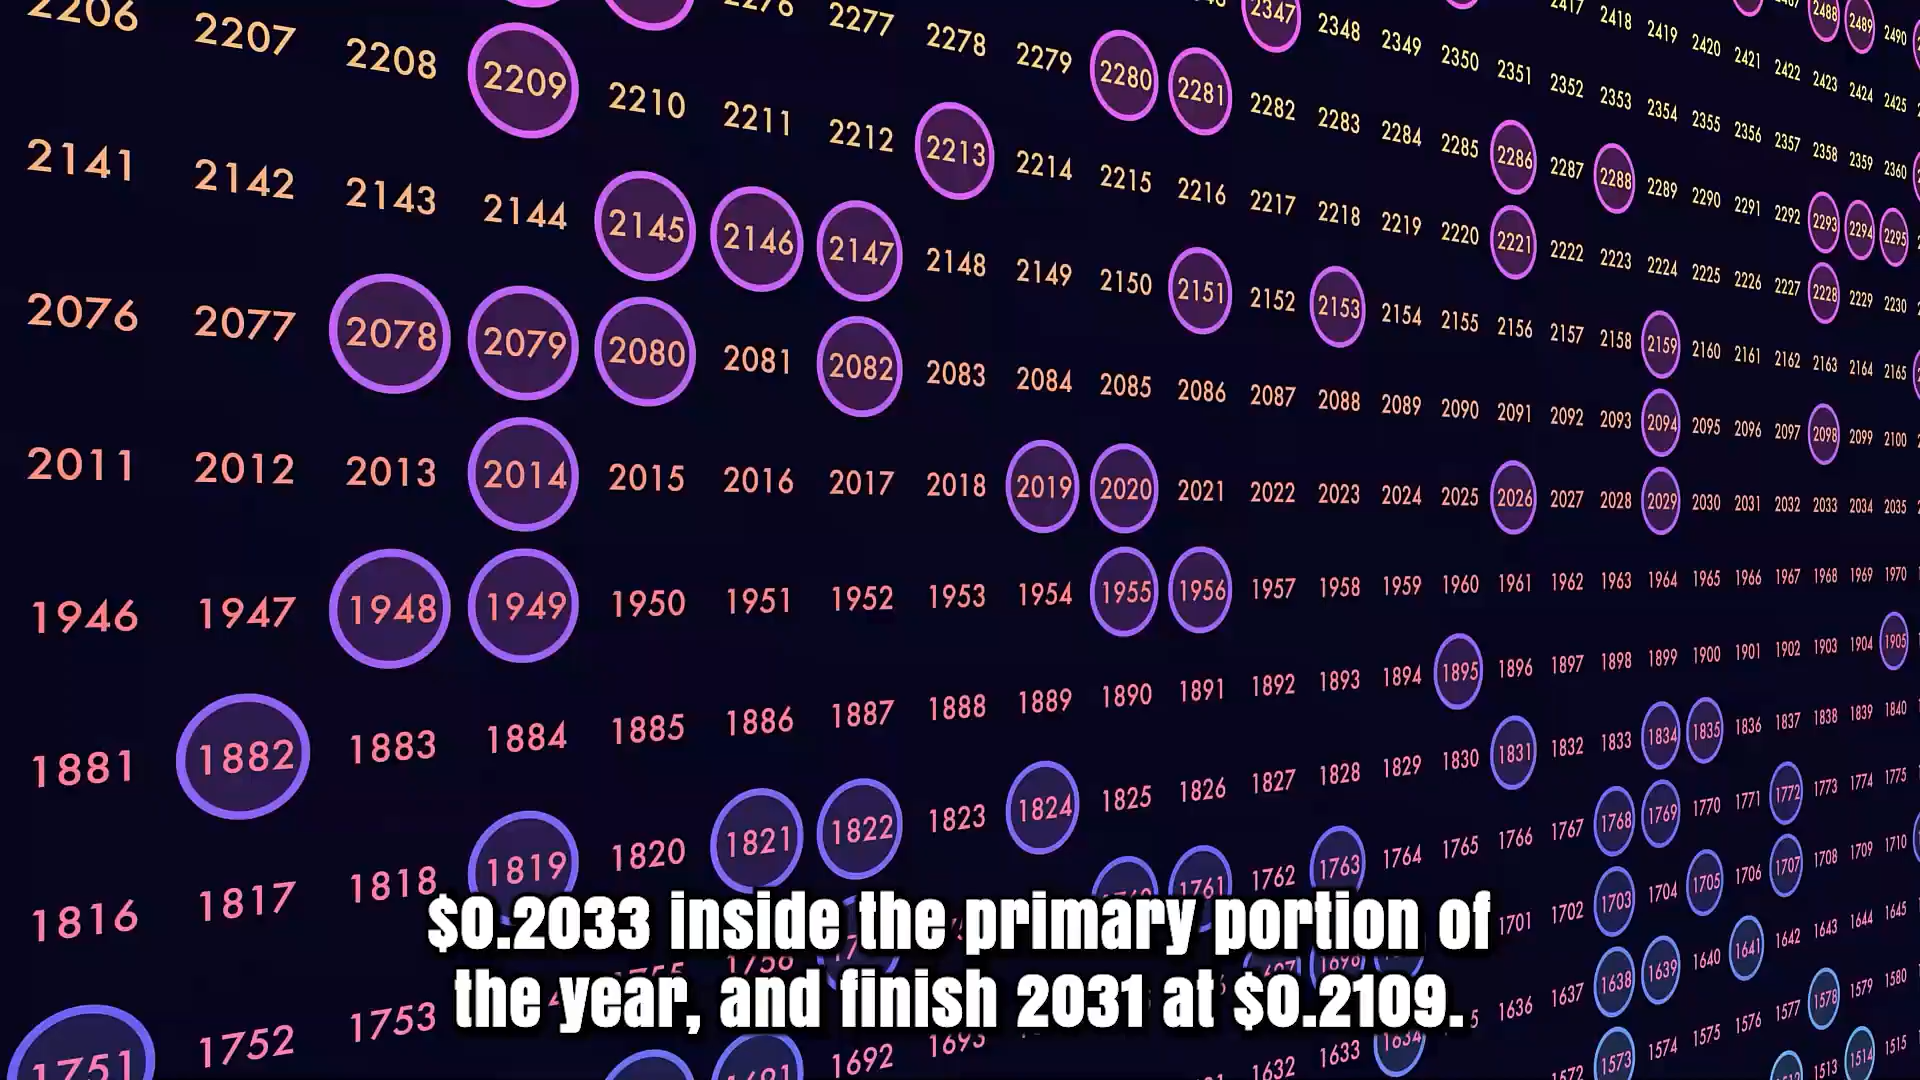 2206 2207 2208 2209 2210 2211 2212 2213 2214 2215 2216 2217 2218 2219 2220 2221 2222 2223 2224 2225 2226 2227 2228 2229 2230
2276 2277 2278 2279 2280 2281 2282 2283 2284 2285 2286 2287 2288 2289 2290 2291 2292 2293 2294 2295
2347 2348 2349 2350 2351 2352 2353 2354 2355 2356 2357 2358 2359 2360
2417 2418 2419 2420 2421 2422 2423 2424 2425
2488 2489 2490
2141 2142 2143 2144 2145 2146 2147 2148 2149 2150 2151 2152 2153 2154 2155 2156 2157 2158 2159 2160 2161 2162 2163 2164 2165
2076 2077 2078 2079 2080 2081 2082 2083 2084 2085 2086 2087 2088 2089 2090 2091 2092 2093 2094 2095 2096 2097 2098 2099 2100
2011 2012 2013 2014 2015 2016 2017 2018 2019 2020 2021 2022 2023 2024 2025 2026 2027 2028 2029 2030 2031 2032 2033 2034 2035
1946 1947 1948 1949 1950 1951 1952 1953 1954 1955 1956 1957 1958 1959 1960 1961 1962 1963 1964 1965 1966 1967 1968 1969 1970
1881 1882 1883 1884 1885 1886 1887 1888 1889 1890 1891 1892 1893 1894 1895 1896 1897 1898 1899 1900 1901 1902 1903 1904 1905
1816 1817 1818 1819 1820 1821 1822 1823 1824 1825 1826 1827 1828 1829 1830 1831 1832 1833 1834 1835 1836 1837 1838 1839 1840
1751 1752 1753 1756 1761 1762 1763 1764 1765 1766 1767 1768 1769 1770 1771 1772 1773 1774 1775
1692 1693 1701 1702 1703 1704 1705 1706 1707 1708 1709 1710
1632 1633 1634 1636 1637 1638 1639 1640 1641 1642 1643 1644 1645
1572 1573 1574 1575 1576 1577 1578 1579 1580
1513 1514 1515
$0.2033 inside the primary portion of
the year, and finish 2031 at $0.2109.